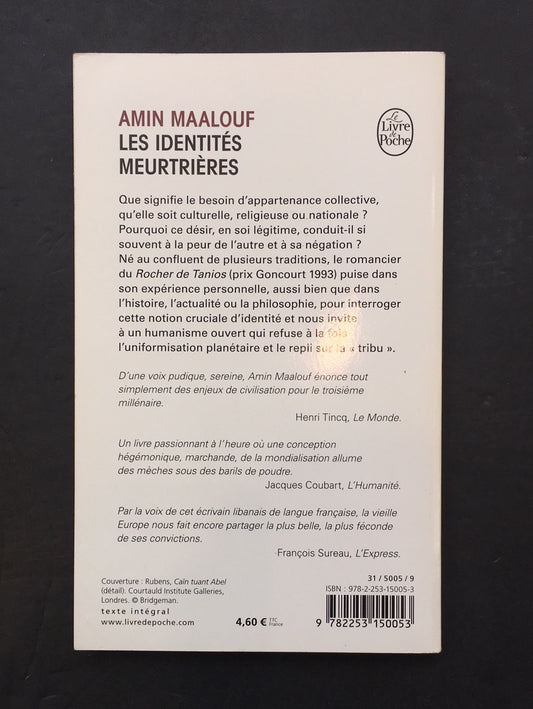 AMIN MAALOUF
LES IDENTITÉS
MEURTRIÈRES
Le
Livre
de
Poche
Que signifie le besoin d'appartenance collective,
qu'elle soit culturelle, religieuse ou nationale ?
Pourquoi ce désir, en soi légitime, conduit-il si
souvent à la peur de l'autre et à sa négation ?
Né au confluent de plusieurs traditions, le romancier
du Rocher de Tanios (prix Goncourt 1993) puise dans
son expérience personnelle, aussi bien que dans
l'histoire, l'actualité ou la philosophie, pour interroger
cette notion cruciale d'identité et nous invite
à un humanisme ouvert qui refuse à la fois
l'uniformisation planétaire et le repli sur la « tribu ».
D'une voix pudique, sereine, Amin Maalouf énonce tout
simplement des enjeux de civilisation pour le troisième
millénaire.
Henri Tincq, Le Monde.
Un livre passionnant à l'heure où une conception
hégémonique, marchande, de la mondialisation allume
des mèches sous des barils de poudre.
Jacques Coubart, L'Humanité.
Par la voix de cet écrivain libanais de langue française, la vieille
Europe nous fait encore partager la plus belle, la plus féconde
de ses convictions.
François Sureau, L'Express.
Couverture : Rubens, Caïn tuant Abel
(détail). Courtauld Institute Galleries,
Londres. © Bridgeman.
texte intégral
www.livredepoche.com
4,60 € TTC
France
31 / 5005 / 9
ISBN : 978-2-253-15005-3
9 782253 150053